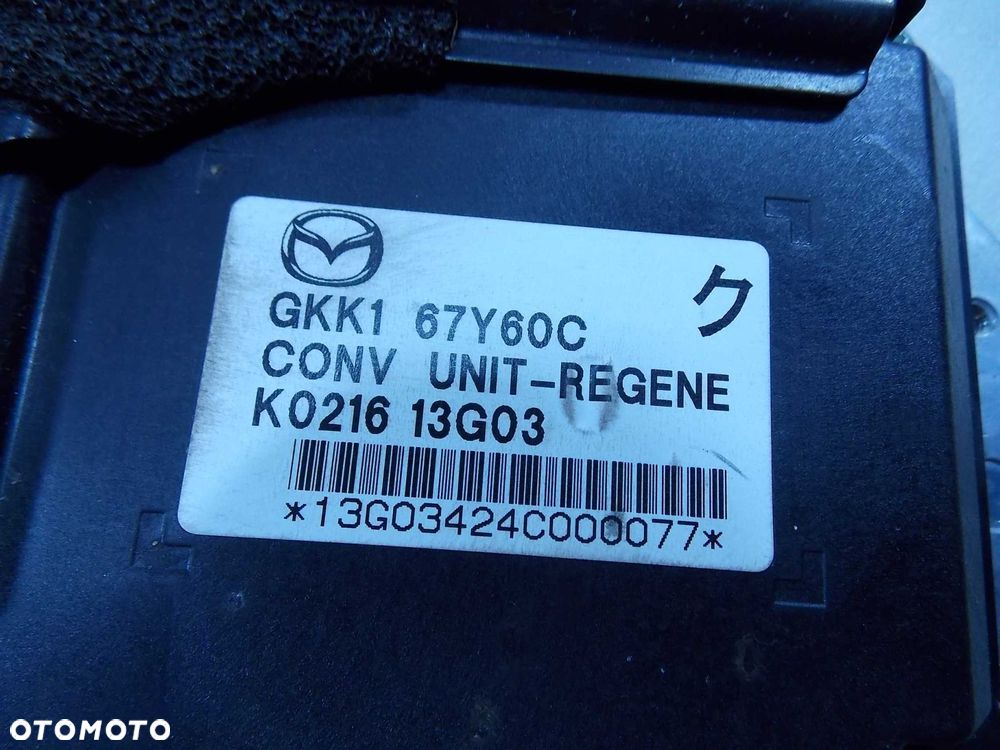 ク
GKK1 67Y60C
CONV UNIT-REGENE
K0216 13G03
*13G03424C000077*
OTOMOTO